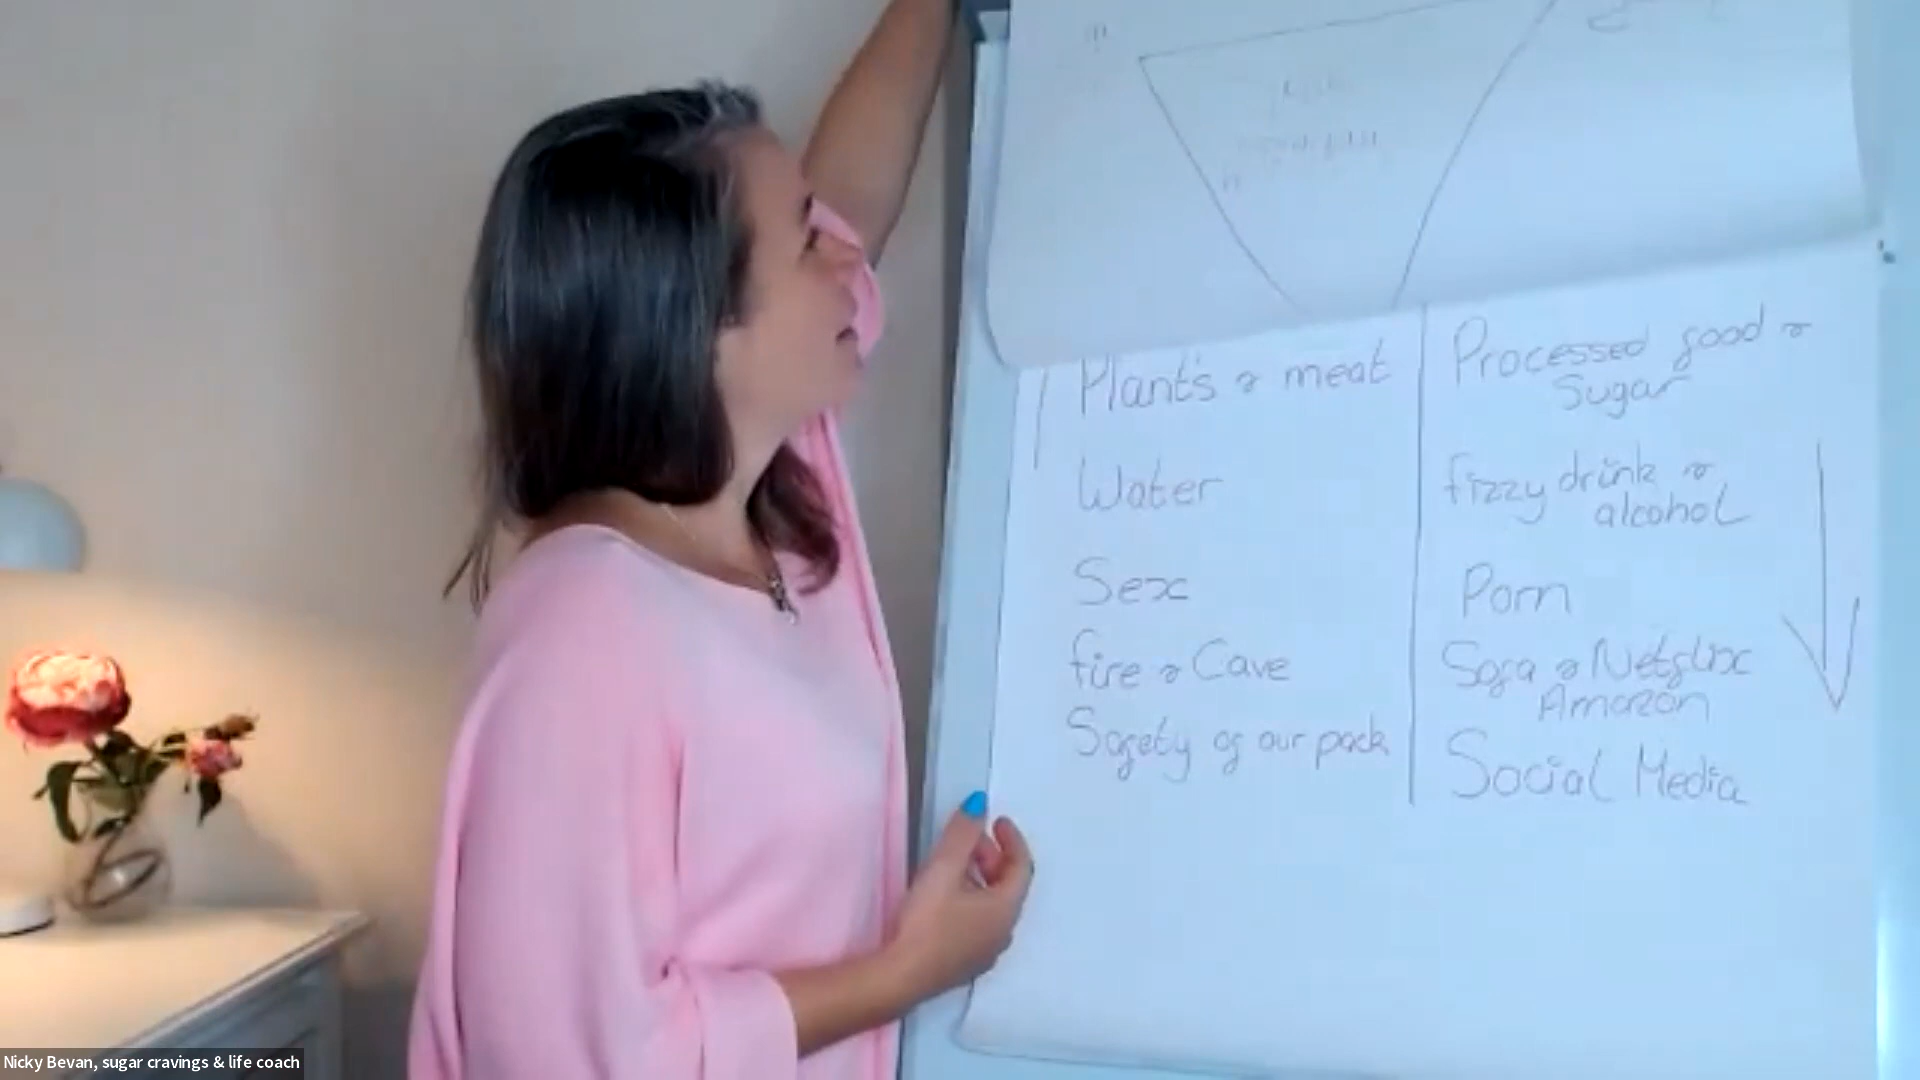 Plants & meat
Processed food &
Sugar
Water
fizzy drink &
alcohol
Sex
Porn
fire & Cave
Sofa & Netflix
Amazon
Safety of our pack
Social Media
Nicky Bevan, sugar cravings & life coach